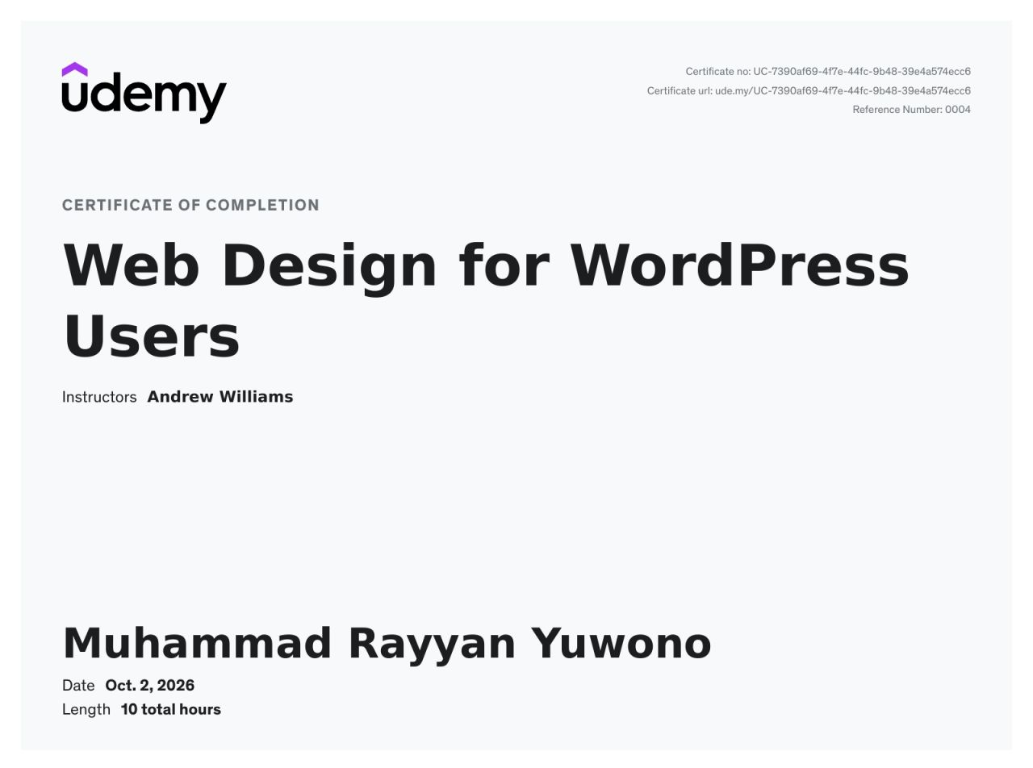 udemy
Certificate no: UC-7390af69-4f7e-44fc-9b48-39e4a574ecc6
Certificate url: ude.my/UC-7390af69-4f7e-44fc-9b48-39e4a574ecc6
Reference Number: 0004
CERTIFICATE OF COMPLETION
Web Design for WordPress
Users
Instructors Andrew Williams
Muhammad Rayyan Yuwono
Date Oct. 2, 2026
Length 10 total hours